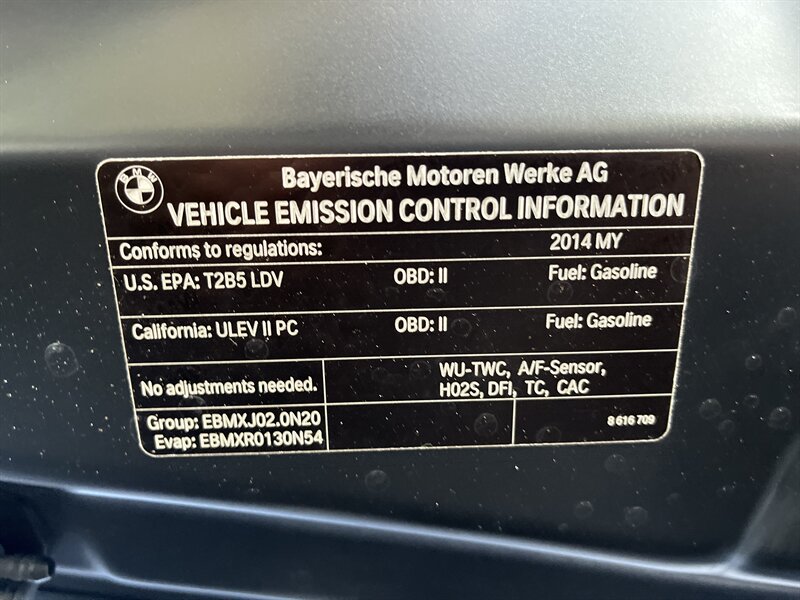 BMW
Bayerische Motoren Werke AG
VEHICLE EMISSION CONTROL INFORMATION
Conforms to regulations: 2014 MY
U.S. EPA: T2B5 LDV OBD: II Fuel: Gasoline
California: ULEV II PC OBD: II Fuel: Gasoline
No adjustments needed.
WU-TWC, A/F-Sensor,
HO2S, DFI, TC, CAC
Group: EBMXJ02.0N20
Evap: EBMXR0130N54
8 616 709